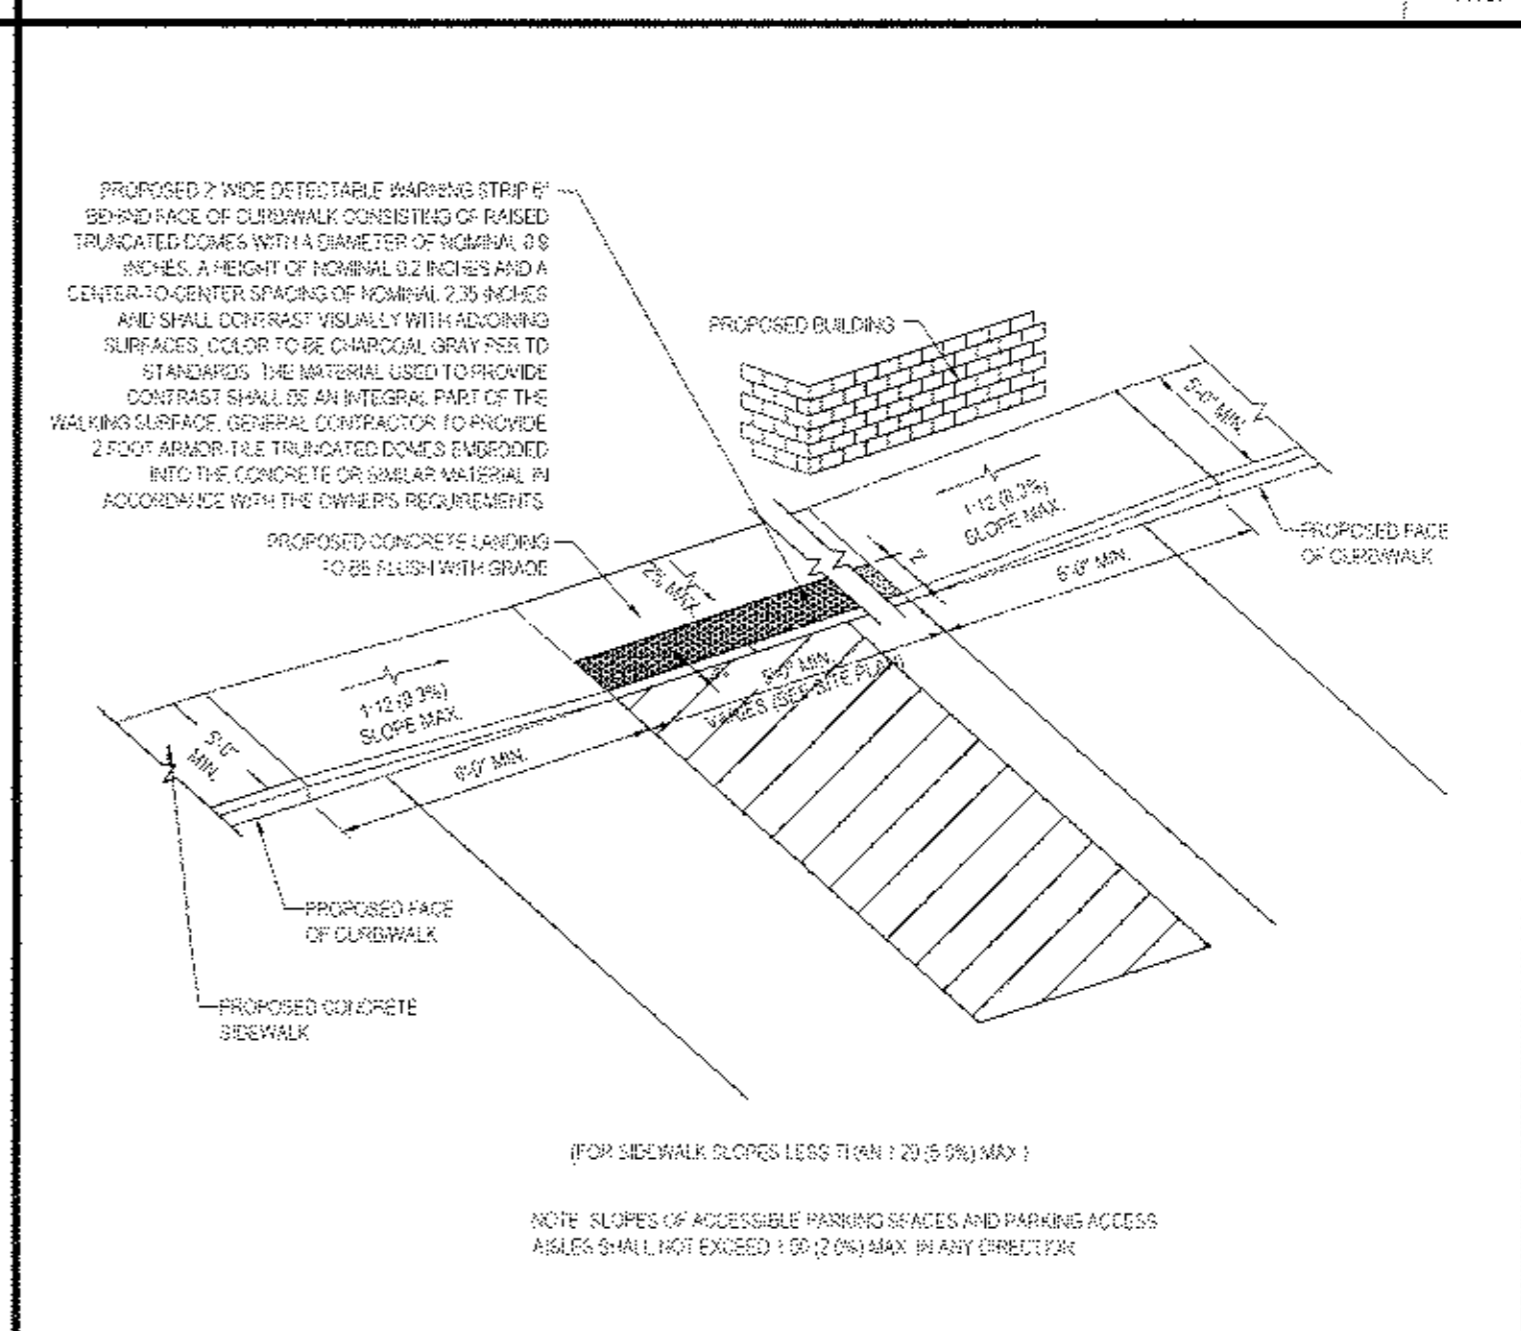 PROPOSED 2' WIDE DETECTABLE WARNING STRIP 6"
BEHIND FACE OF CURB/WALK CONSISTING OF RAISED
TRUNCATED DOMES WITH A DIAMETER OF NOMINAL 0.9
INCHES, A HEIGHT OF NOMINAL 0.2 INCHES AND A
CENTER-TO-CENTER SPACING OF NOMINAL 2.35 INCHES
AND SHALL CONTRAST VISUALLY WITH ADJOINING
SURFACES, COLOR TO BE CHARCOAL GRAY PER TD
STANDARDS. THE MATERIAL USED TO PROVIDE
CONTRAST SHALL BE AN INTEGRAL PART OF THE
WALKING SURFACE. GENERAL CONTRACTOR TO PROVIDE
2 FOOT ARMOR-TILE TRUNCATED DOMES EMBEDDED
INTO THE CONCRETE OR SIMILAR MATERIAL IN
ACCORDANCE WITH THE OWNER'S REQUIREMENTS.
PROPOSED BUILDING
5'-0" MIN.
1:12 (8.3%)
SLOPE MAX.
PROPOSED FACE
OF CURB/WALK
PROPOSED CONCRETE LANDING
TO BE FLUSH WITH GRADE
2% MAX.
2'
6'-0" MIN.
1:12 (8.3%)
SLOPE MAX.
MIN.
VARIES (SEE SITE PLAN)
5'-0"
MIN.
6'-0" MIN.
PROPOSED FACE
OF CURB/WALK
PROPOSED CONCRETE
SIDEWALK
(FOR SIDEWALK SLOPES LESS THAN 1:20 (5.0%) MAX.)
NOTE: SLOPES OF ACCESSIBLE PARKING SPACES AND PARKING ACCESS
AISLES SHALL NOT EXCEED 1:50 (2.0%) MAX. IN ANY DIRECTION